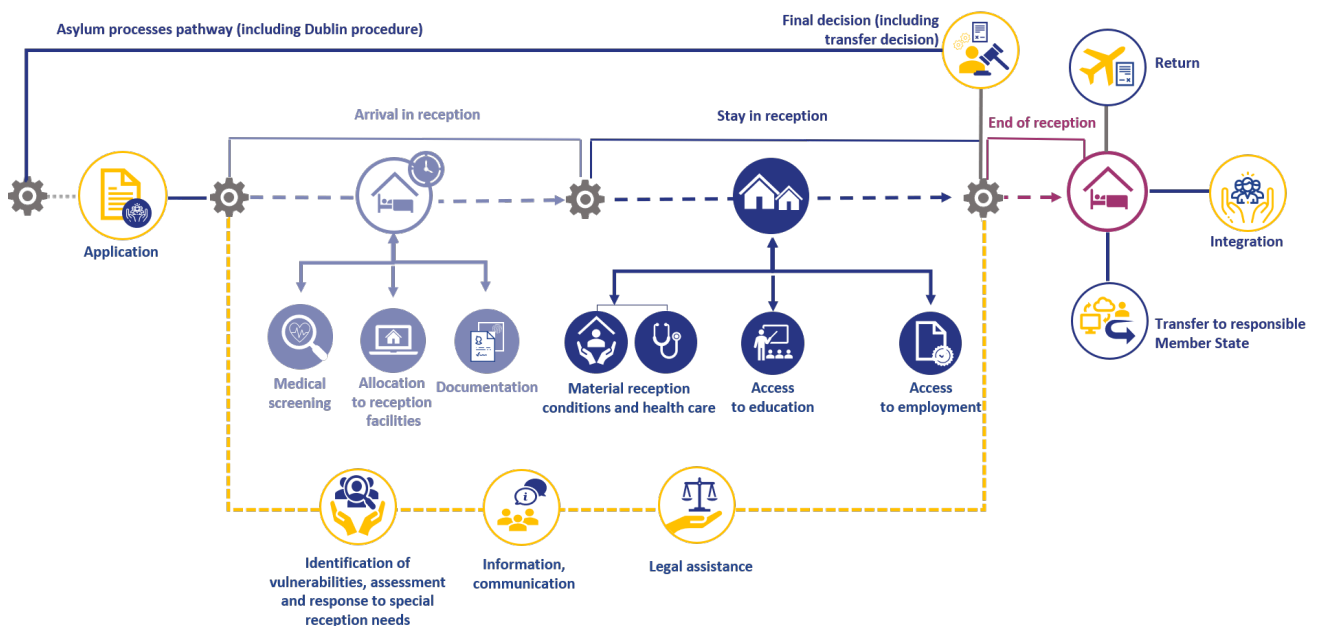 Asylum processes pathway (including Dublin procedure)
Final decision (including
transfer decision)
Return
Arrival in reception
Stay in reception
End of reception
Application
Integration
Medical
screening
Allocation
to reception
facilities
Documentation
Material reception
conditions and health care
Access
to education
Access
to employment
Transfer to responsible
Member State
Identification of
vulnerabilities, assessment
and response to special
reception needs
Information,
communication
Legal assistance